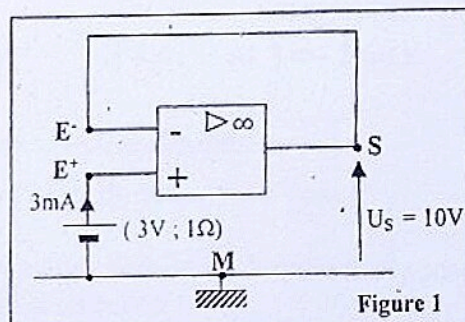 E⁻
-
▷∞
E⁺
+
S
3mA
( 3V ; 1Ω)
U_S = 10V
M
Figure 1